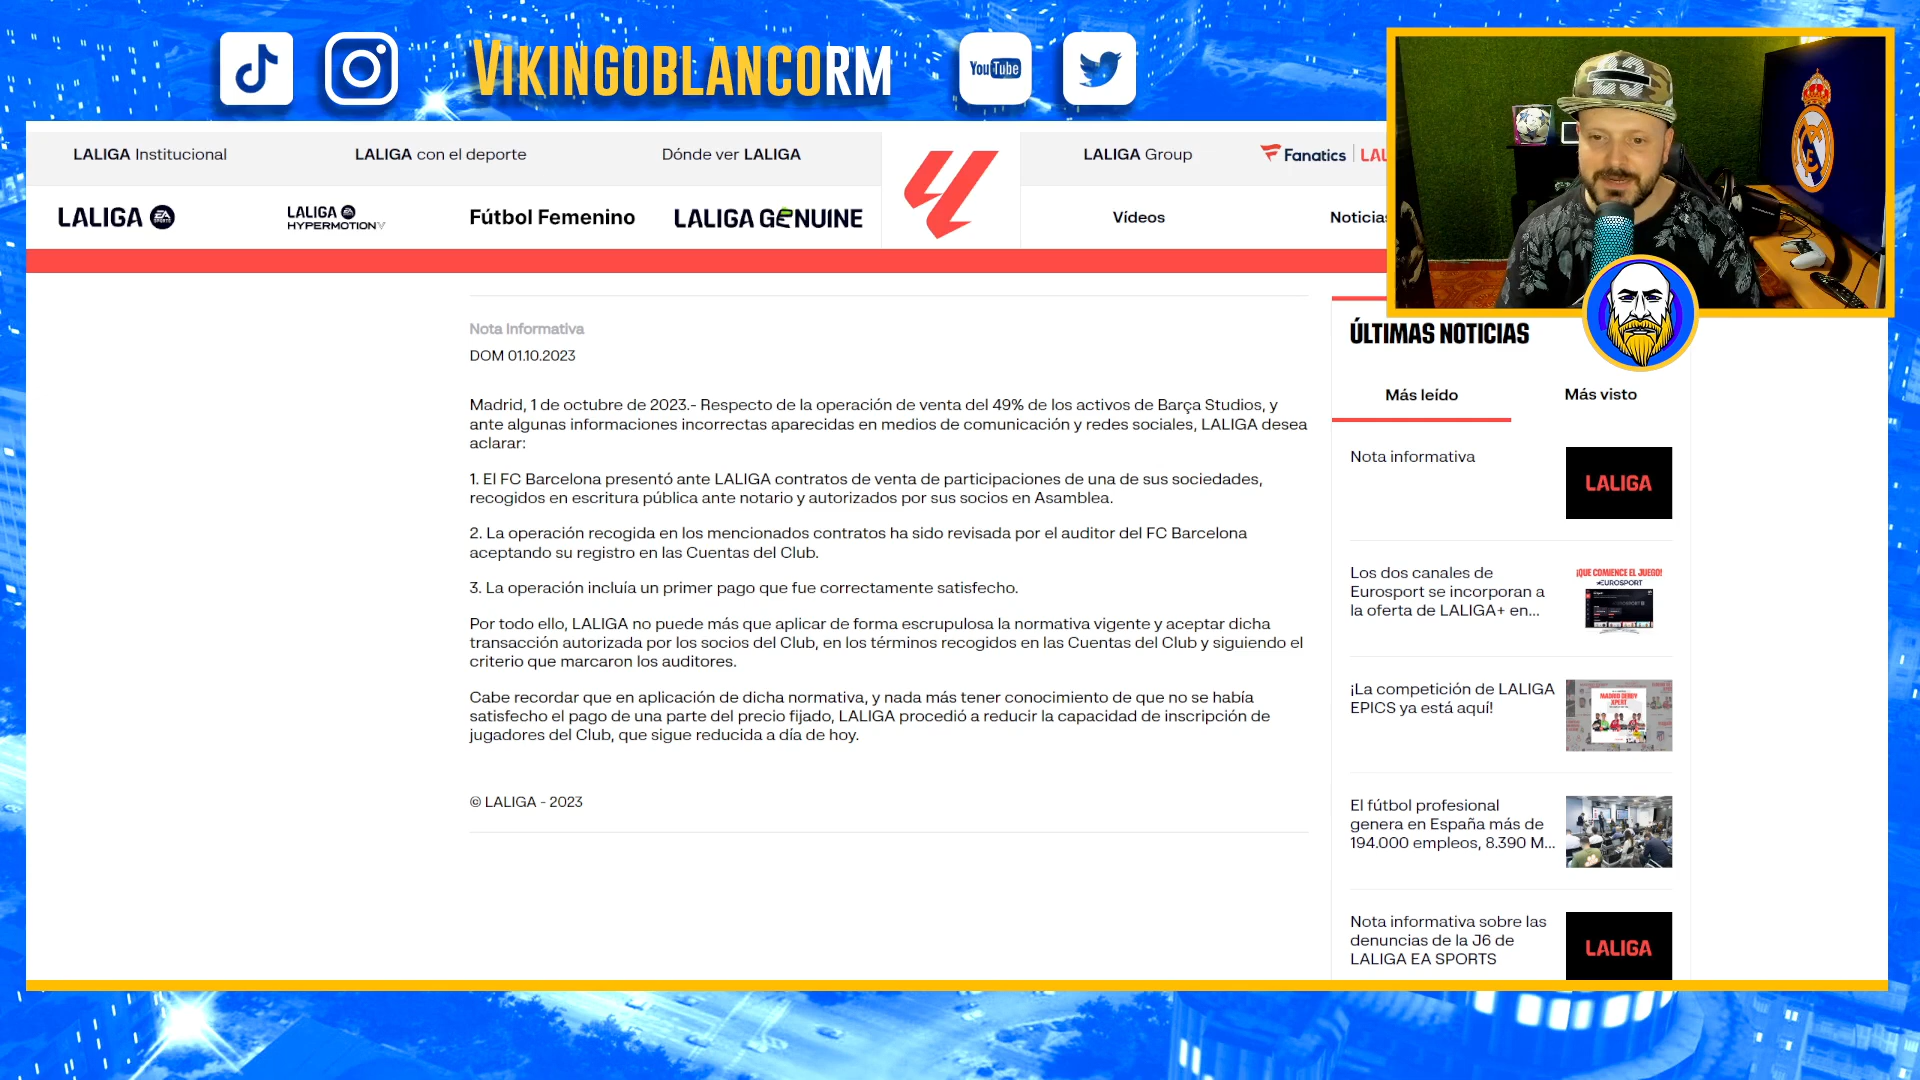 VIKINGOBLANCORM
YouTube
LALIGA Institucional
LALIGA con el deporte
Dónde ver LALIGA
LALIGA Group
Fanatics
LAL
LALIGA EA SPORTS
LALIGA EA HYPERMOTION
Fútbol Femenino
LALIGA GENUINE
Vídeos
Noticias
Nota Informativa
DOM 01.10.2023
Madrid, 1 de octubre de 2023.- Respecto de la operación de venta del 49% de los activos de Barça Studios, y
ante algunas informaciones incorrectas aparecidas en medios de comunicación y redes sociales, LALIGA desea
aclarar:
1. El FC Barcelona presentó ante LALIGA contratos de venta de participaciones de una de sus sociedades,
recogidos en escritura pública ante notario y autorizados por sus socios en Asamblea.
2. La operación recogida en los mencionados contratos ha sido revisada por el auditor del FC Barcelona
aceptando su registro en las Cuentas del Club.
3. La operación incluía un primer pago que fue correctamente satisfecho.
Por todo ello, LALIGA no puede más que aplicar de forma escrupulosa la normativa vigente y aceptar dicha
transacción autorizada por los socios del Club, en los términos recogidos en las Cuentas del Club y siguiendo el
criterio que marcaron los auditores.
Cabe recordar que en aplicación de dicha normativa, y nada más tener conocimiento de que no se había
satisfecho el pago de una parte del precio fijado, LALIGA procedió a reducir la capacidad de inscripción de
jugadores del Club, que sigue reducida a día de hoy.
© LALIGA - 2023
ÚLTIMAS NOTICIAS
Más leído
Más visto
Nota informativa
LALIGA
Los dos canales de
Eurosport se incorporan a
la oferta de LALIGA+ en...
¡QUE COMIENCE EL JUEGO!
EUROSPORT
¡La competición de LALIGA
EPICS ya está aquí!
MADRID DERBY
XPERT
El fútbol profesional
genera en España más de
194.000 empleos, 8.390 M...
Nota informativa sobre las
denuncias de la J6 de
LALIGA EA SPORTS
LALIGA